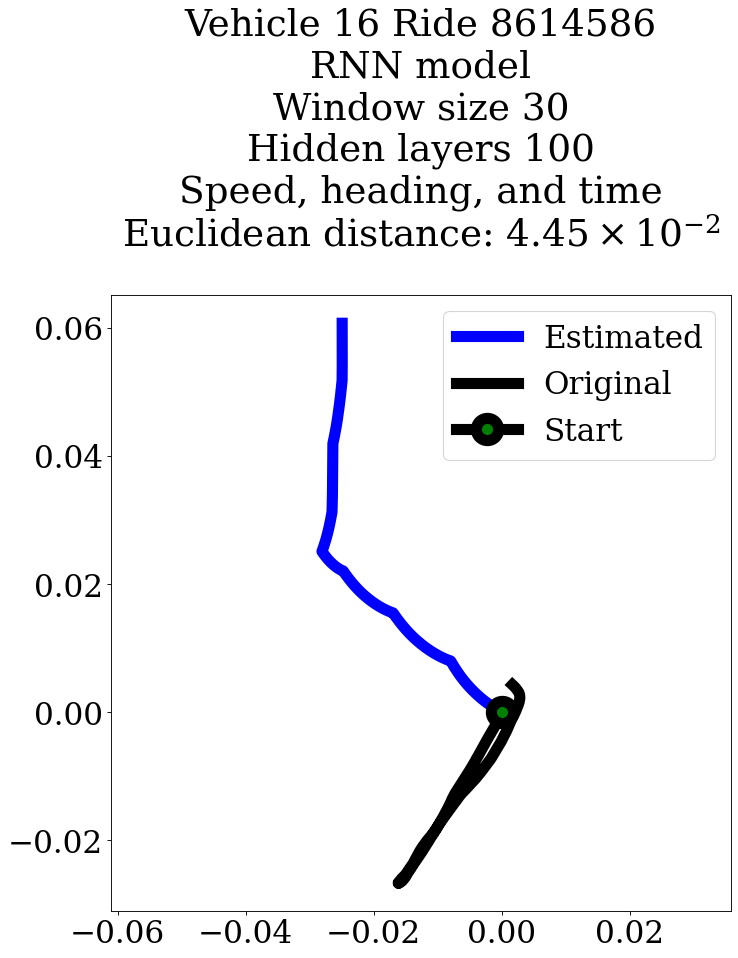 Vehicle 16 Ride 8614586
RNN model
Window size 30
Hidden layers 100
Speed, heading, and time
Euclidean distance: 4.45 × 10⁻²
Estimated
Original
Start
0.06
0.04
0.02
0.00
−0.02
−0.06
−0.04
−0.02
0.00
0.02